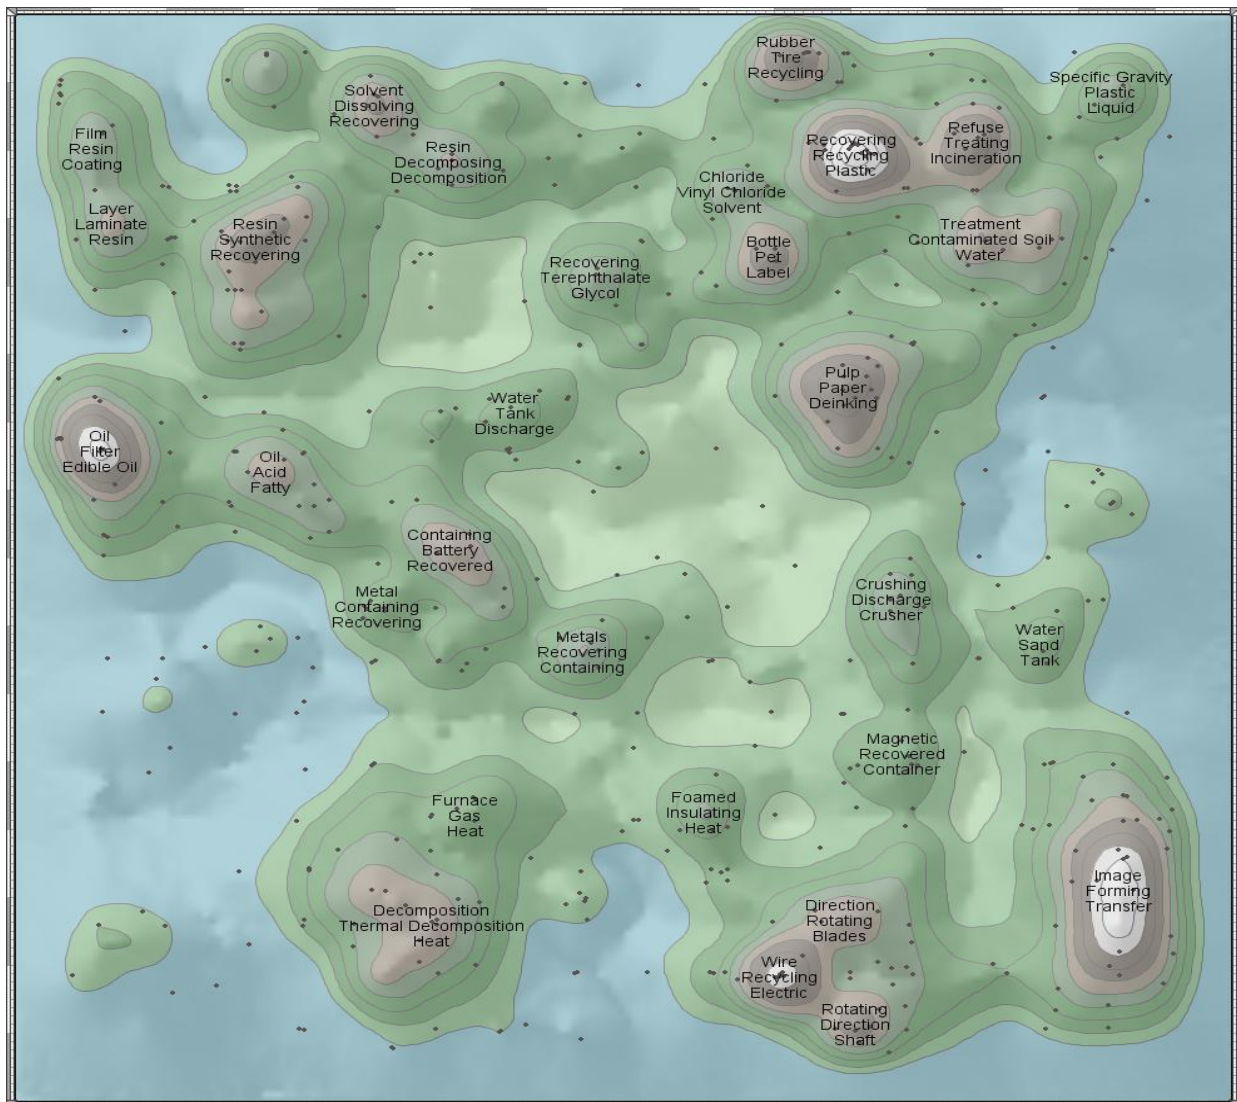 Rubber
Tire
Recycling
Specific Gravity
Plastic
Liquid
Solvent
Dissolving
Recovering
Film
Resin
Coating
Resin
Decomposing
Decomposition
Recovering
Recycling
Plastic
Refuse
Treating
Incineration
Chloride
Vinyl Chloride
Solvent
Layer
Laminate
Resin
Resin
Synthetic
Recovering
Treatment
Contaminated Soil
Water
Bottle
Pet
Label
Recovering
Terephthalate
Glycol
Pulp
Paper
Deinking
Water
Tank
Discharge
Oil
Filter
Edible Oil
Oil
Acid
Fatty
Containing
Battery
Recovered
Metal
Containing
Recovering
Crushing
Discharge
Crusher
Metals
Recovering
Containing
Water
Sand
Tank
Magnetic
Recovered
Container
Furnace
Gas
Heat
Foamed
Insulating
Heat
Image
Forming
Transfer
Decomposition
Thermal Decomposition
Heat
Direction
Rotating
Blades
Wire
Recycling
Electric
Rotating
Direction
Shaft